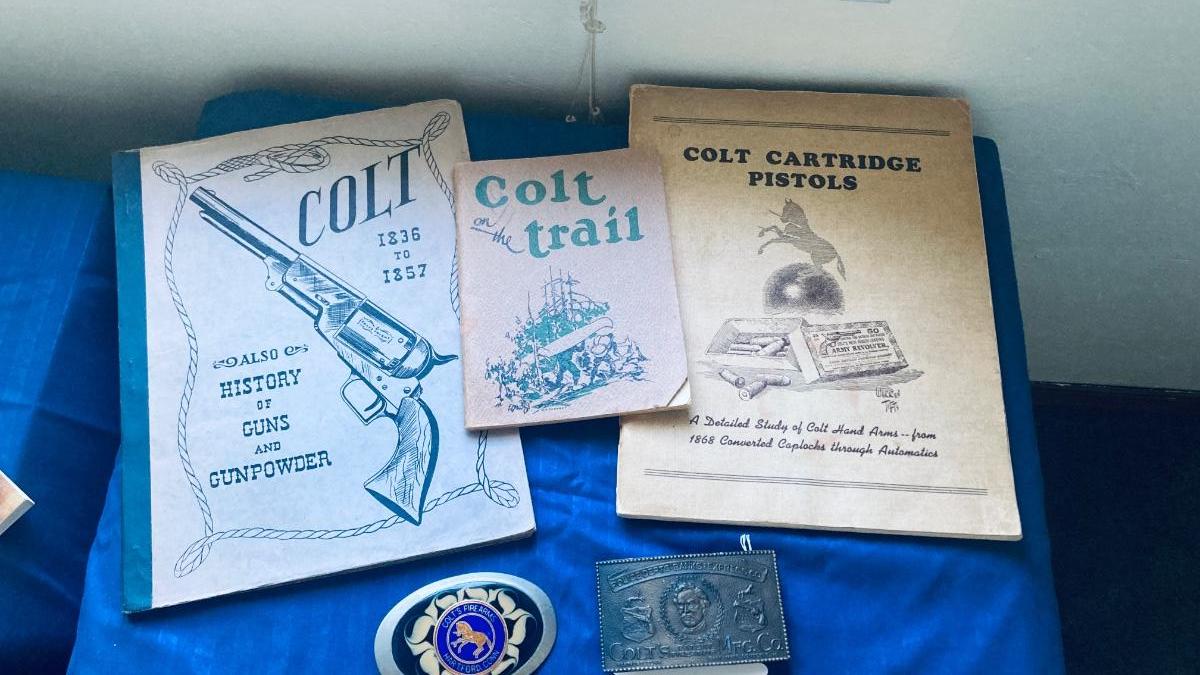 COLT
1836
TO
1857
ALSO
HISTORY
OF
GUNS
AND
GUNPOWDER
Colt
on the trail
COLT CARTRIDGE
PISTOLS
50
ARMY REVOLVER.
A Detailed Study of Colt Hand Arms -- from
1868 Converted Caplocks through Automatics
COLT'S FIREARMS
HARTFORD, CONN
COLT'S MFG. CO.